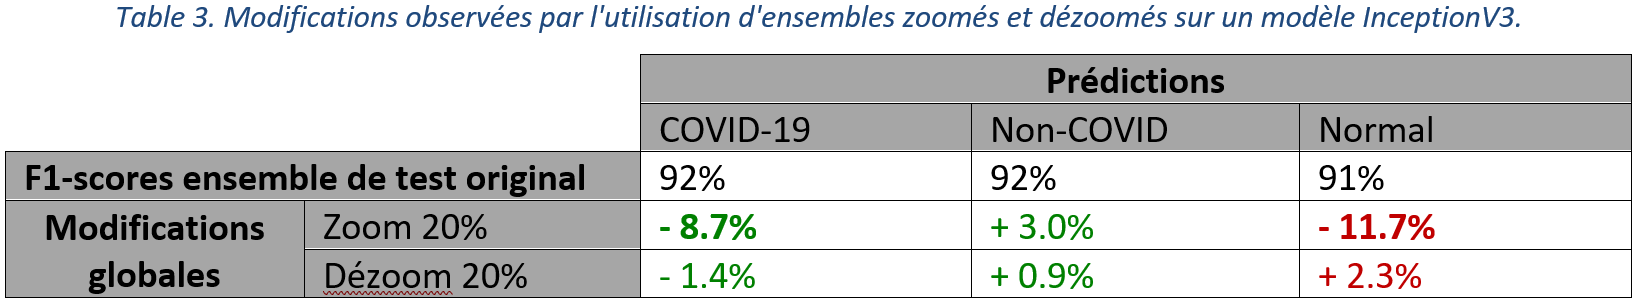 Table 3. Modifications observées par l'utilisation d'ensembles zoomés et dézoomés sur un modèle InceptionV3.
Prédictions
COVID-19 Non-COVID Normal
F1-scores ensemble de test original 92% 92% 91%
Modifications globales Zoom 20% - 8.7% + 3.0% - 11.7%
Dézoom 20% - 1.4% + 0.9% + 2.3%